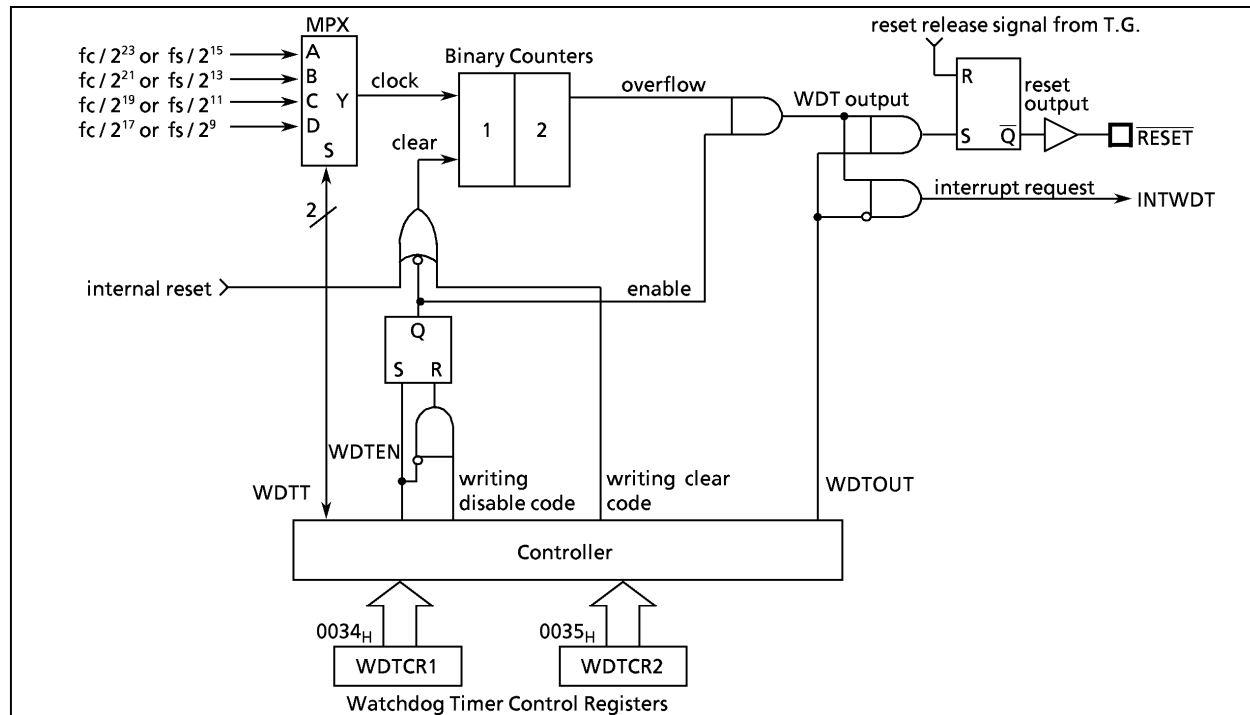 MPX
reset release signal from T.G.
fc / 2²³ or fs / 2¹⁵
fc / 2²¹ or fs / 2¹³
fc / 2¹⁹ or fs / 2¹¹
fc / 2¹⁷ or fs / 2⁹
A
B
C
D
Y
S
clock
clear
Binary Counters
1
2
overflow
WDT output
R
S
Q̅
reset output
R̅E̅S̅E̅T̅
interrupt request
INTWDT
2
internal reset
enable
Q
S
R
WDTEN
WDTT
writing
disable code
writing clear
code
WDTOUT
Controller
0034H
0035H
WDTCR1
WDTCR2
Watchdog Timer Control Registers